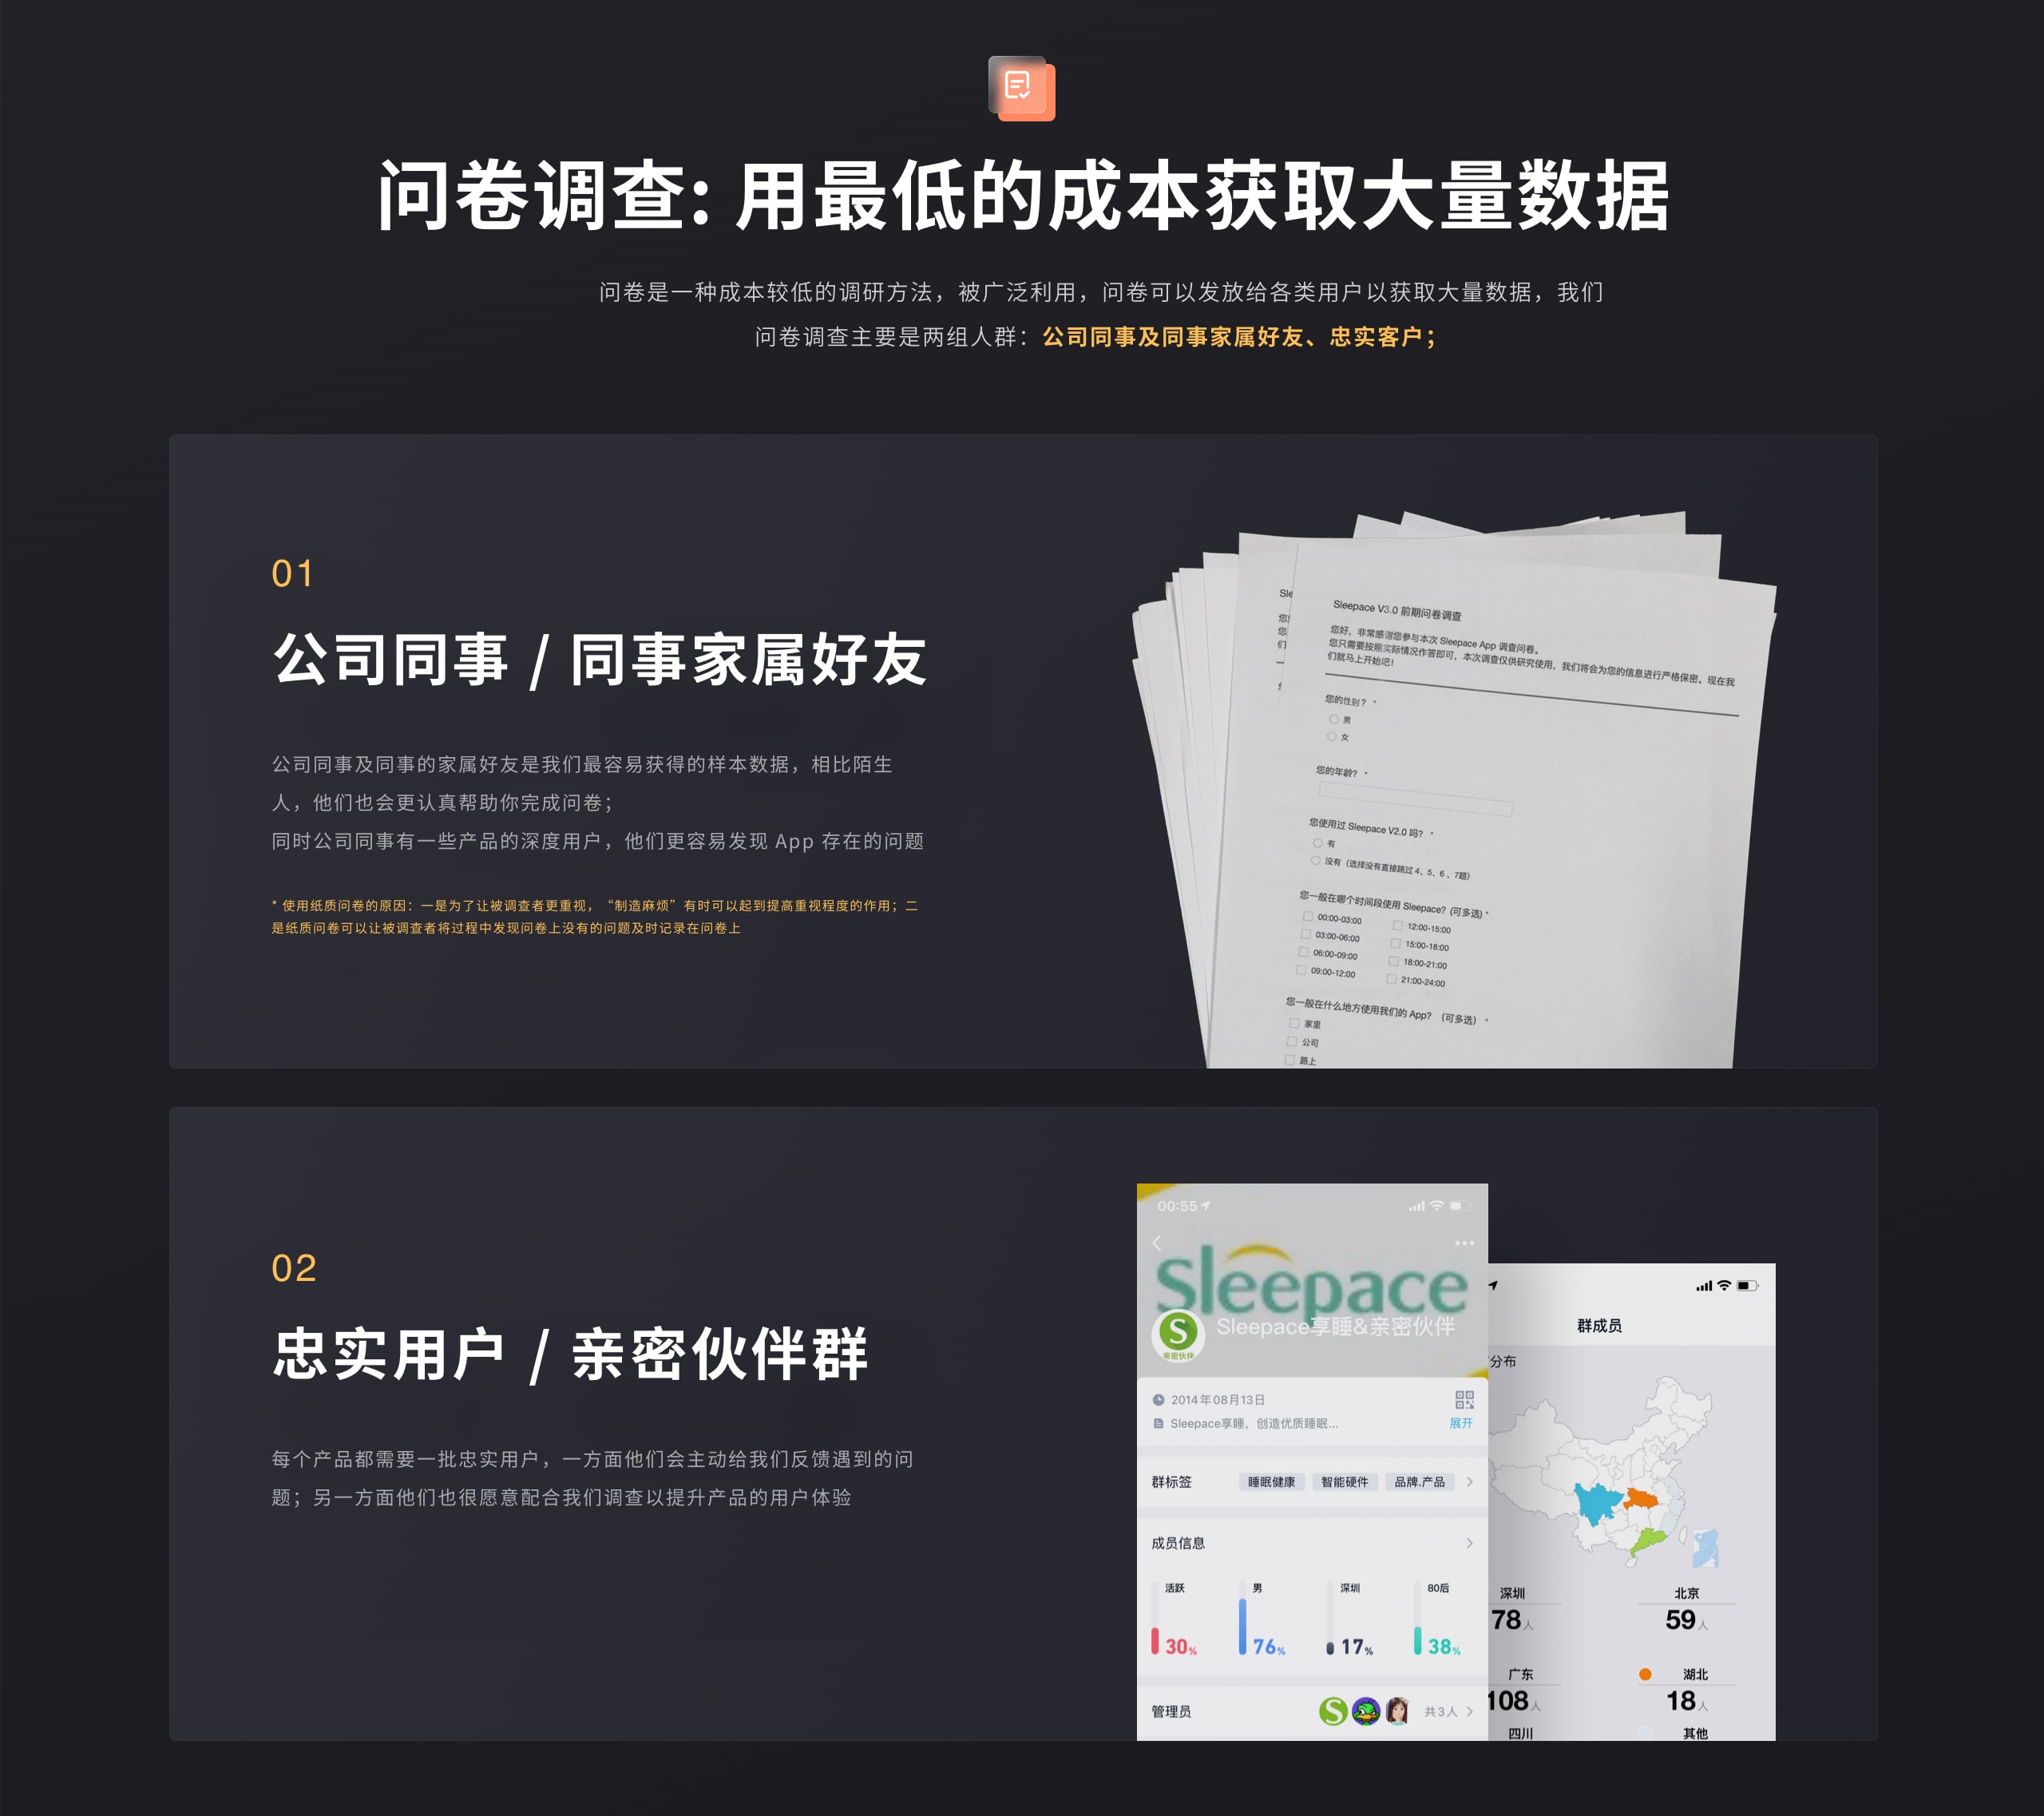 问卷调查: 用最低的成本获取大量数据
问卷是一种成本较低的调研方法，被广泛利用，问卷可以发放给各类用户以获取大量数据，我们
问卷调查主要是两组人群：公司同事及同事家属好友、忠实客户；
01
公司同事 / 同事家属好友
公司同事及同事的家属好友是我们最容易获得的样本数据，相比陌生
人，他们也会更认真帮助你完成问卷；
同时公司同事有一些产品的深度用户，他们更容易发现 App 存在的问题
* 使用纸质问卷的原因：一是为了让被调查者更重视，“制造麻烦”有时可以起到提高重视程度的作用；二
是纸质问卷可以让被调查者将过程中发现问卷上没有的问题及时记录在问卷上
Sle
您
您
们
Sleepace V3.0 前期问卷调查
您好，非常感谢您参与本次 Sleepace App 调查问卷。
您只需要按照实际情况作答即可，本次调查仅供研究使用，我们将会为您的信息进行严格保密。现在我
们就马上开始吧！
您的性别？ *
男
女
您的年龄？ *
您使用过 Sleepace V2.0 吗？ *
有
没有（选择没有直接跳过 4、5、6 、7题）
您一般在哪个时间段使用 Sleepace？(可多选) *
00:00-03:00 12:00-15:00
03:00-06:00 15:00-18:00
06:00-09:00 18:00-21:00
09:00-12:00 21:00-24:00
您一般在什么地方使用我们的 App？ （可多选） *
家里
公司
路上
02
忠实用户 / 亲密伙伴群
每个产品都需要一批忠实用户，一方面他们会主动给我们反馈遇到的问
题；另一方面他们也很愿意配合我们调查以提升产品的用户体验
00:55
Sleepace
S
亲密伙伴
Sleepace享睡&亲密伙伴
2014年08月13日
Sleepace享睡，创造优质睡眠... 展开
群标签 睡眠健康 智能硬件 品牌.产品
成员信息
活跃 男 深圳 80后
30% 76% 17% 38%
管理员 S 共3人
群成员
分布
深圳 北京
78人 59人
广东 湖北
108人 18人
四川 其他